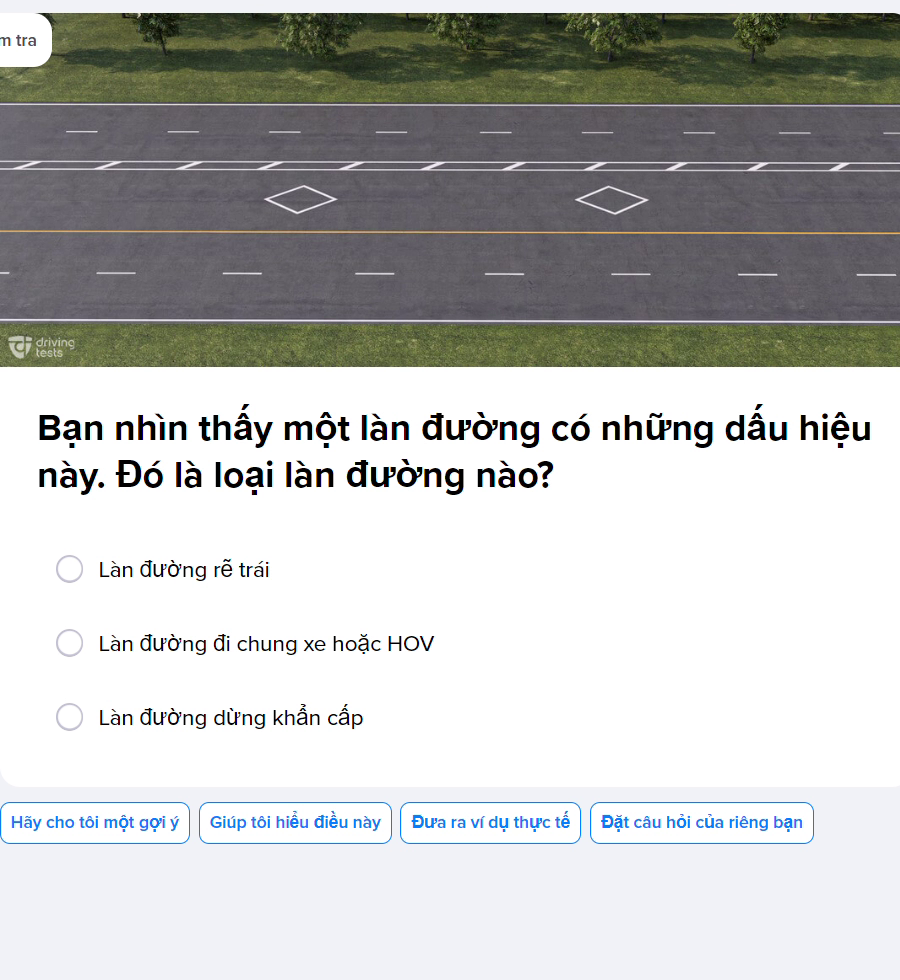 m tra
driving
tests
Bạn nhìn thấy một làn đường có những dấu hiệu
này. Đó là loại làn đường nào?
Làn đường rẽ trái
Làn đường đi chung xe hoặc HOV
Làn đường dừng khẩn cấp
Hãy cho tôi một gợi ý
Giúp tôi hiểu điều này
Đưa ra ví dụ thực tế
Đặt câu hỏi của riêng bạn